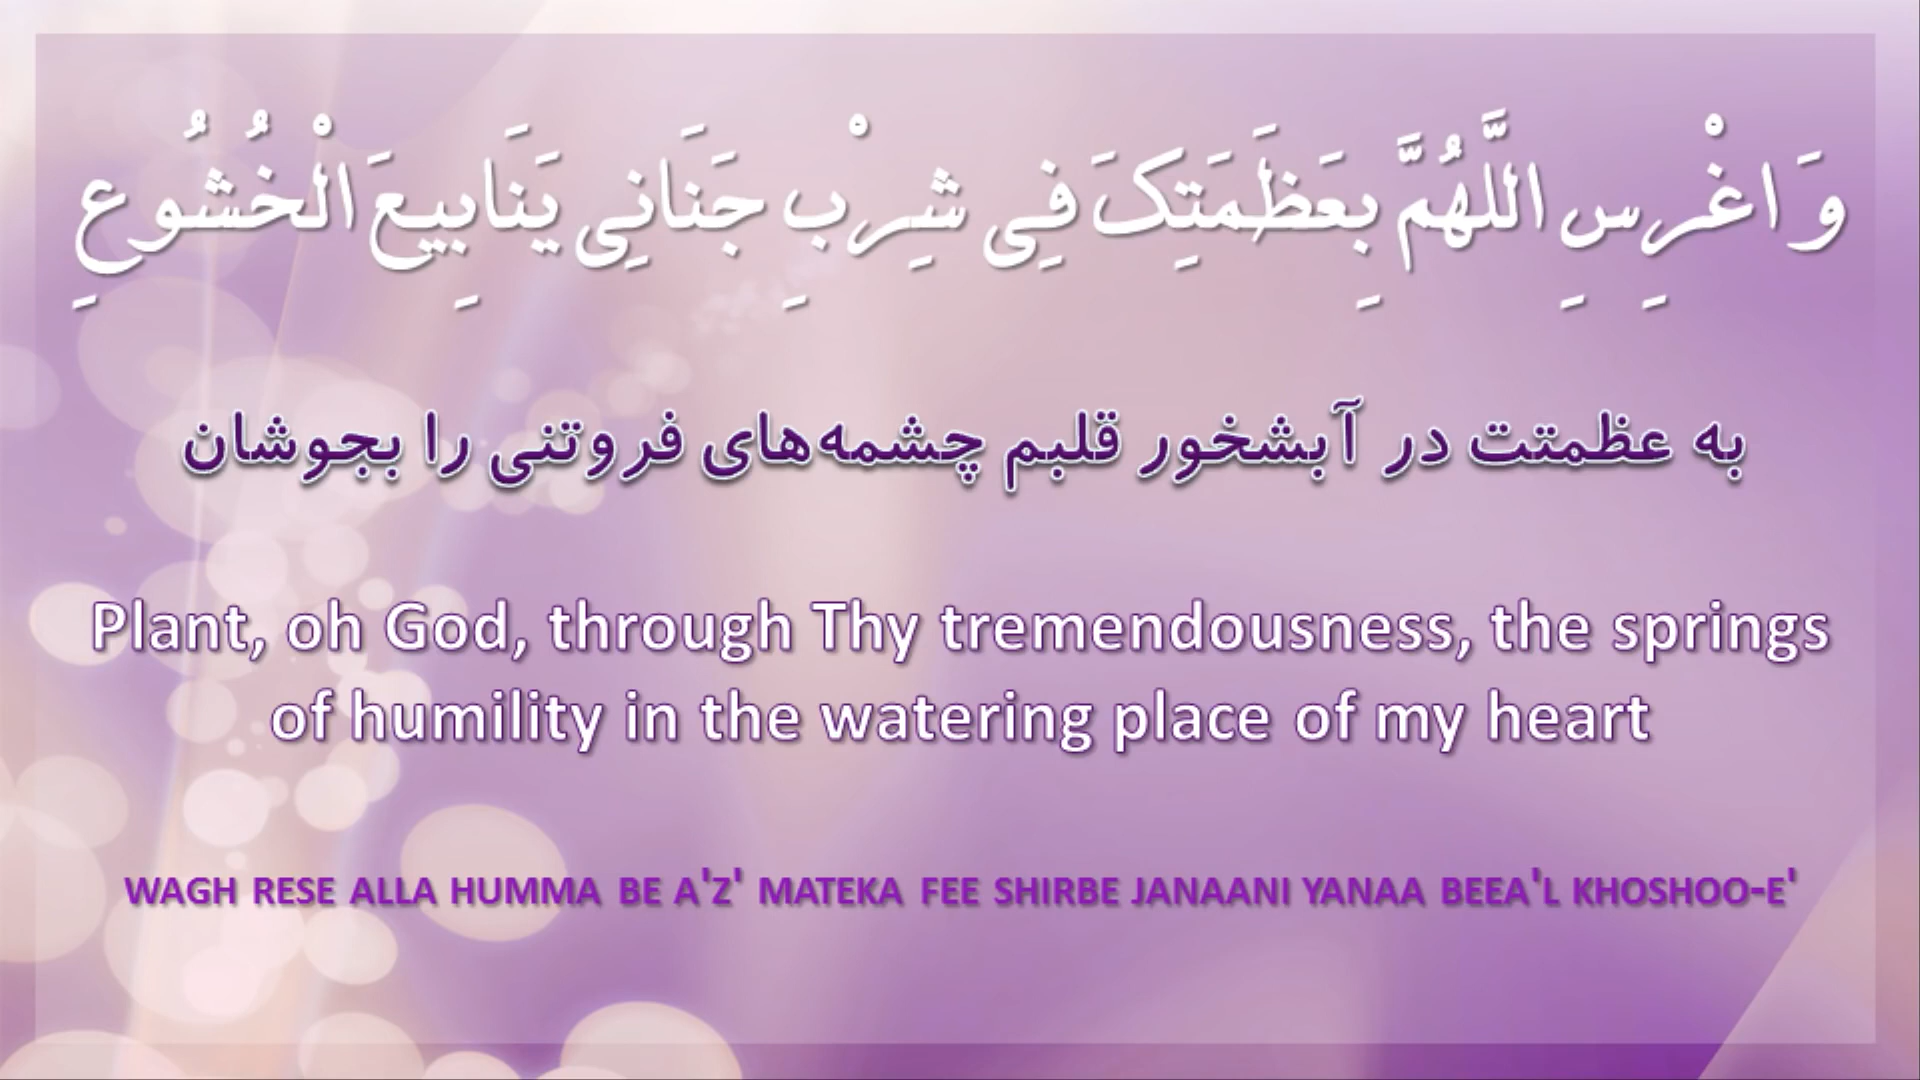 وَ اغْرِسِ اللَّهُمَّ بِعَظَمَتِکَ فِی شِرْبِ جَنَانِی یَنَابِیعَ الْخُشُوعِ
به عظمتت در آبشخور قلبم چشمه‌های فروتنی را بجوشان
Plant, oh God, through Thy tremendousness, the springs
of humility in the watering place of my heart
WAGH RESE ALLA HUMMA BE A'Z' MATEKA FEE SHIRBE JANAANI YANAA BEEA'L KHOSHOO-E'